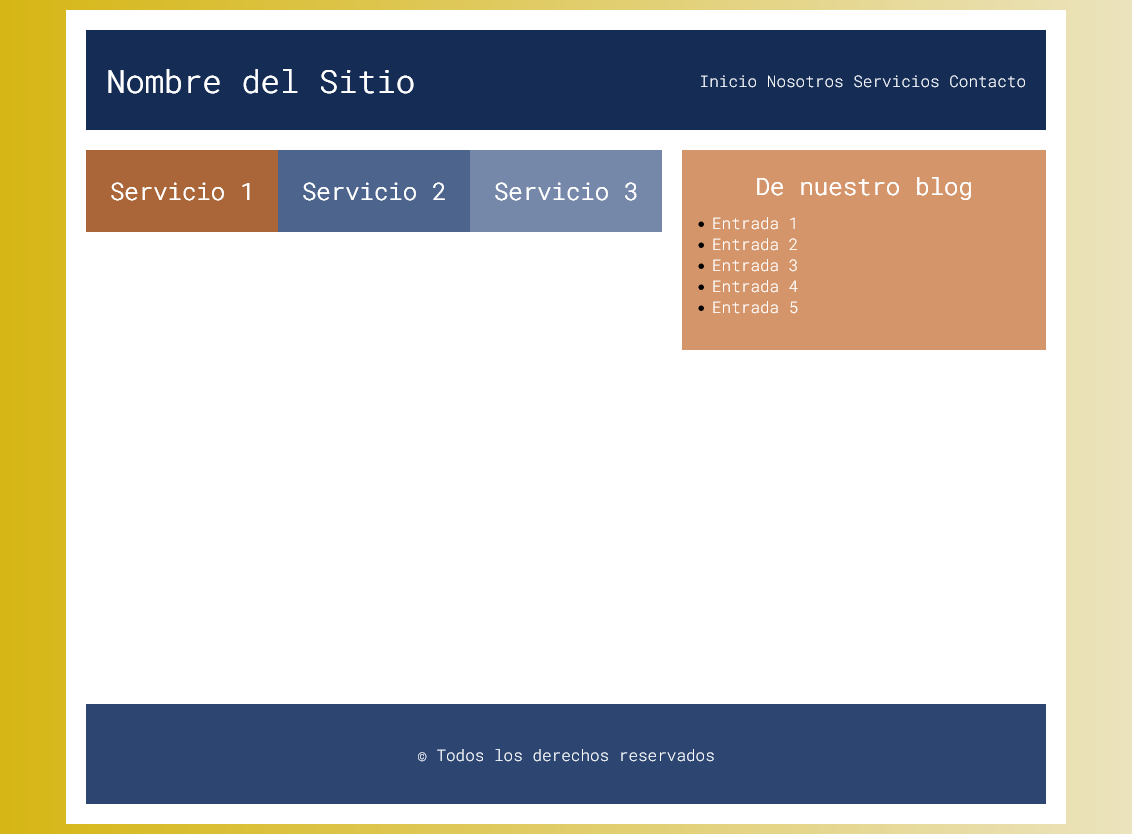 Nombre del Sitio
Inicio Nosotros Servicios Contacto
Servicio 1
Servicio 2
Servicio 3
De nuestro blog
Entrada 1
Entrada 2
Entrada 3
Entrada 4
Entrada 5
© Todos los derechos reservados